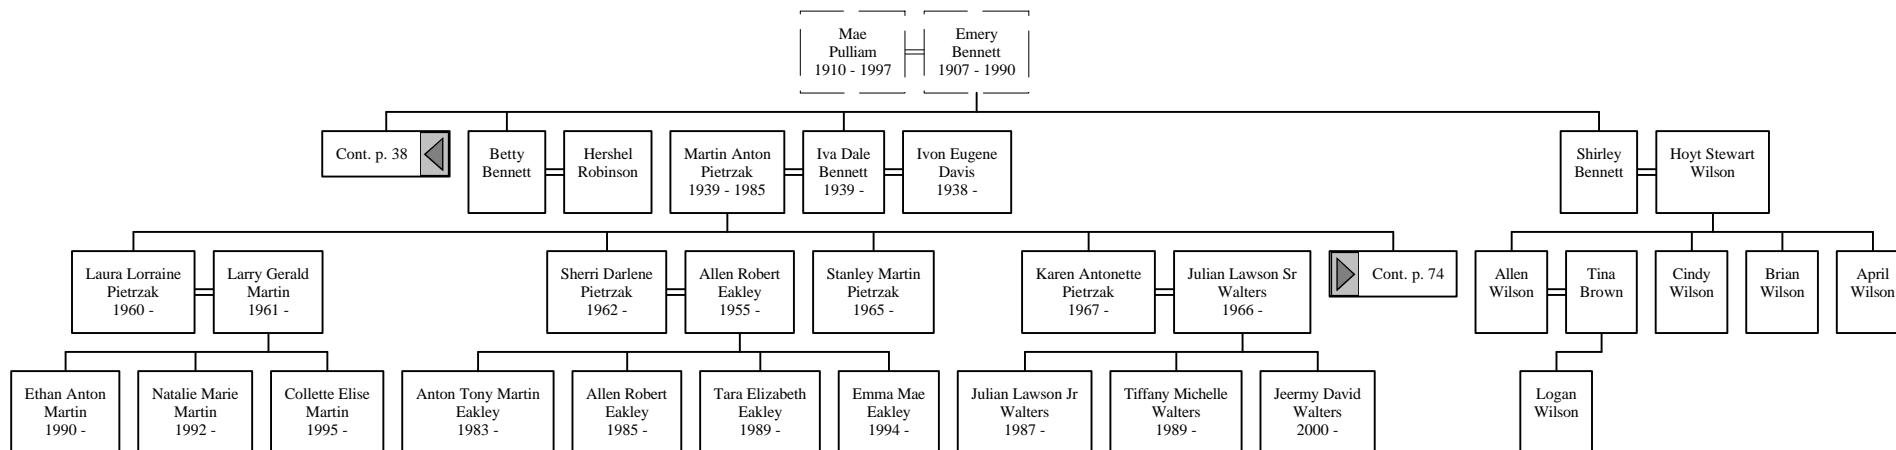 Mae
Pulliam
1910 - 1997
Emery
Bennett
1907 - 1990
Cont. p. 38
Betty
Bennett
Hershel
Robinson
Martin Anton
Pietrzak
1939 - 1985
Iva Dale
Bennett
1939 -
Ivon Eugene
Davis
1938 -
Shirley
Bennett
Hoyt Stewart
Wilson
Laura Lorraine
Pietrzak
1960 -
Larry Gerald
Martin
1961 -
Sherri Darlene
Pietrzak
1962 -
Allen Robert
Eakley
1955 -
Stanley Martin
Pietrzak
1965 -
Karen Antonette
Pietrzak
1967 -
Julian Lawson Sr
Walters
1966 -
Cont. p. 74
Allen
Wilson
Tina
Brown
Cindy
Wilson
Brian
Wilson
April
Wilson
Ethan Anton
Martin
1990 -
Natalie Marie
Martin
1992 -
Collette Elise
Martin
1995 -
Anton Tony Martin
Eakley
1983 -
Allen Robert
Eakley
1985 -
Tara Elizabeth
Eakley
1989 -
Emma Mae
Eakley
1994 -
Julian Lawson Jr
Walters
1987 -
Tiffany Michelle
Walters
1989 -
Jeermy David
Walters
2000 -
Logan
Wilson